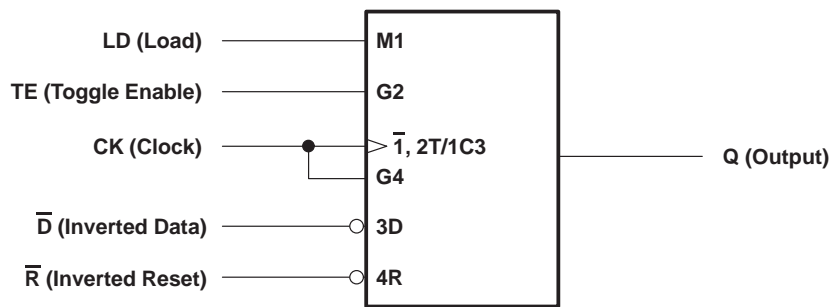 LD (Load) M1
TE (Toggle Enable) G2
CK (Clock) 1̅, 2T/1C3
Q (Output)
G4
D̅ (Inverted Data) 3D
R̅ (Inverted Reset) 4R